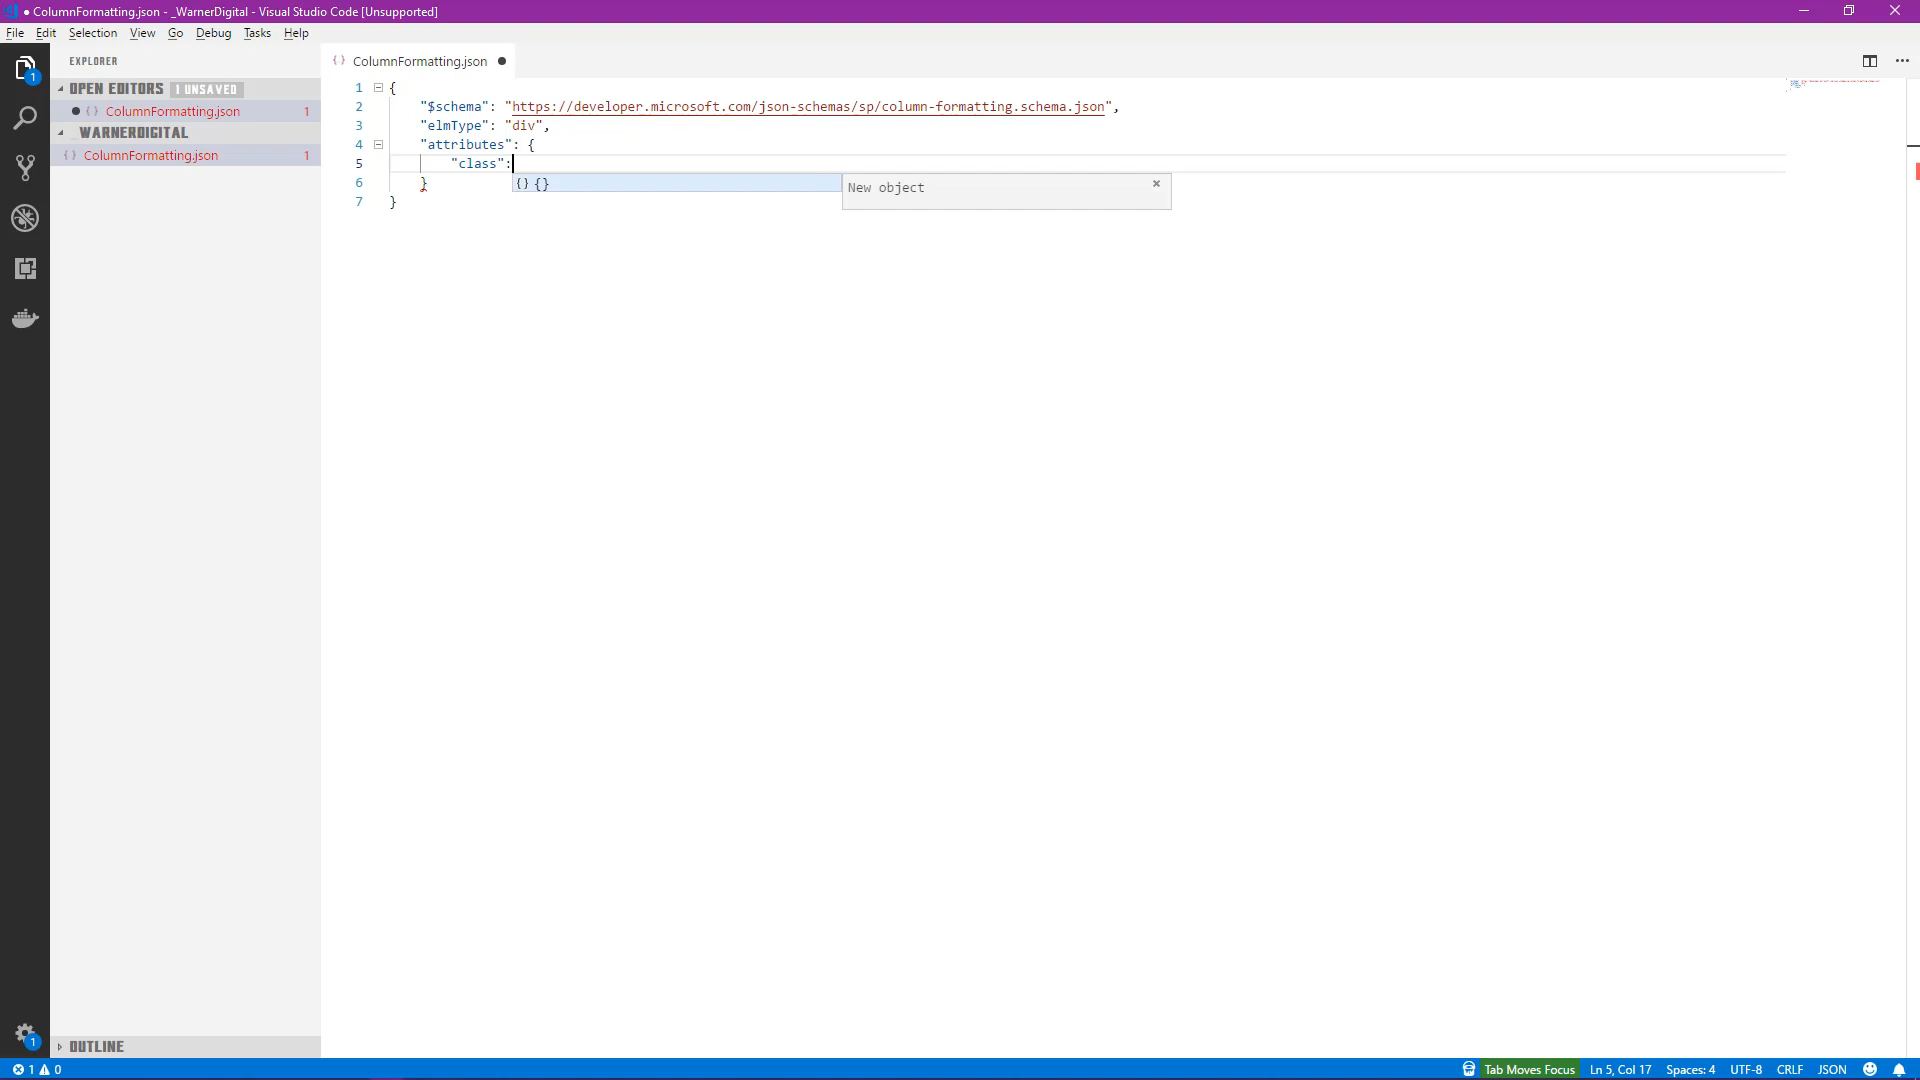 ● ColumnFormatting.json - _WarnerDigital - Visual Studio Code [Unsupported]
File Edit Selection View Go Debug Tasks Help
EXPLORER
OPEN EDITORS 1 UNSAVED
ColumnFormatting.json 1
_WARNERDIGITAL
ColumnFormatting.json 1
OUTLINE
ColumnFormatting.json
1 {
2 "$schema": "https://developer.microsoft.com/json-schemas/sp/column-formatting.schema.json",
3 "elmType": "div",
4 "attributes": {
5 "class":
6 }
7 }
{} {}
New object
1
1
1 0
Tab Moves Focus Ln 5, Col 17 Spaces: 4 UTF-8 CRLF JSON